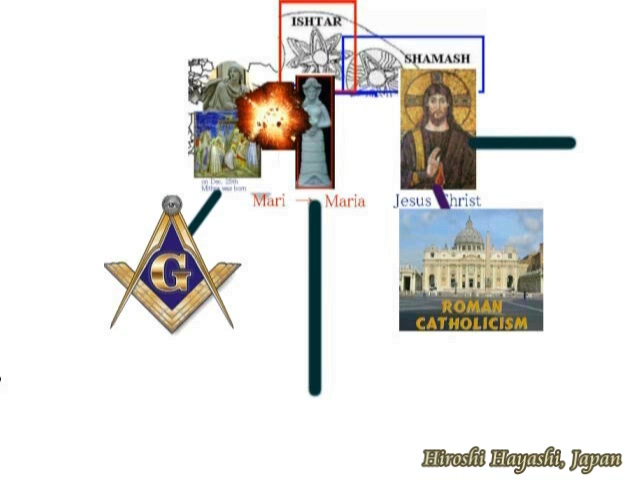 ISHTAR
SHAMASH
on Dec. 25th
Mithra was born
Mari → Maria
Jesus Christ
G
ROMAN
CATHOLICISM
Hiroshi Hayashi, Japan